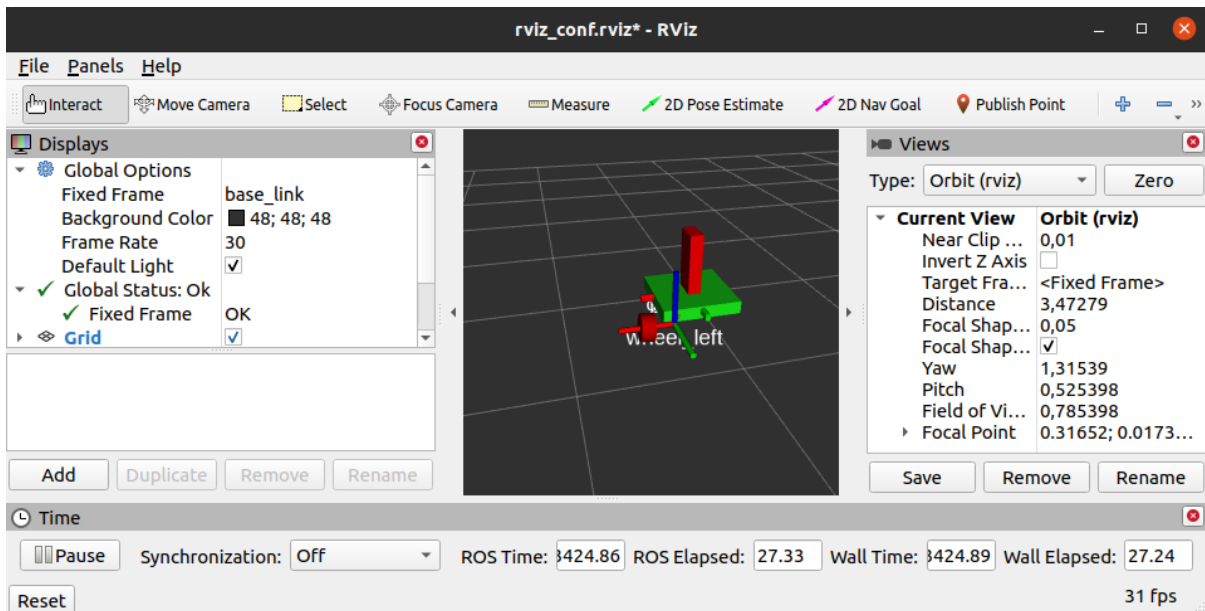 rviz_conf.rviz* - RViz
File Panels Help
Interact Move Camera Select Focus Camera Measure 2D Pose Estimate 2D Nav Goal Publish Point
Displays
Global Options
Fixed Frame base_link
Background Color 48; 48; 48
Frame Rate 30
Default Light
Global Status: Ok
Fixed Frame OK
Grid
Add Duplicate Remove Rename
left
Views
Type: Orbit (rviz) Zero
Current View Orbit (rviz)
Near Clip ... 0,01
Invert Z Axis
Target Fra... <Fixed Frame>
Distance 3,47279
Focal Shap... 0,05
Focal Shap...
Yaw 1,31539
Pitch 0,525398
Field of Vi... 0,785398
Focal Point 0.31652; 0.0173...
Save Remove Rename
Time
Pause Synchronization: Off ROS Time: 3424.86 ROS Elapsed: 27.33 Wall Time: 3424.89 Wall Elapsed: 27.24
Reset 31 fps